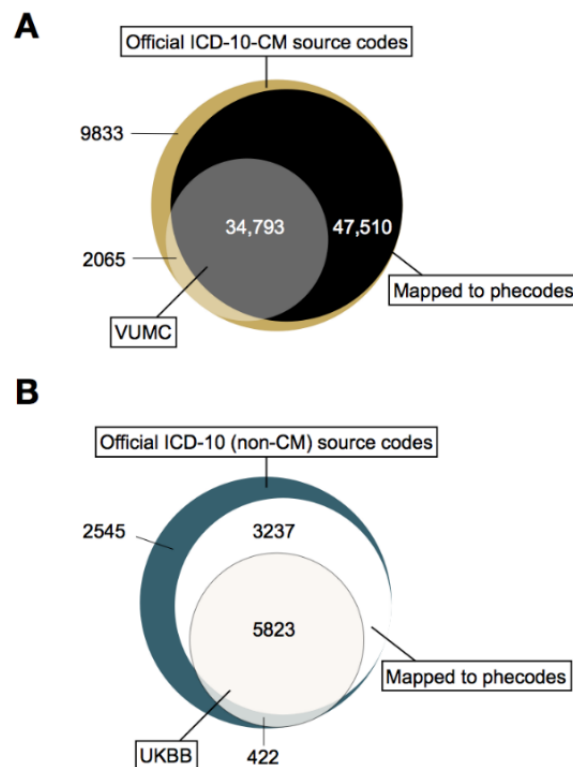 A
Official ICD-10-CM source codes
9833
34,793
47,510
2065
Mapped to phecodes
VUMC
B
Official ICD-10 (non-CM) source codes
2545
3237
5823
Mapped to phecodes
UKBB
422